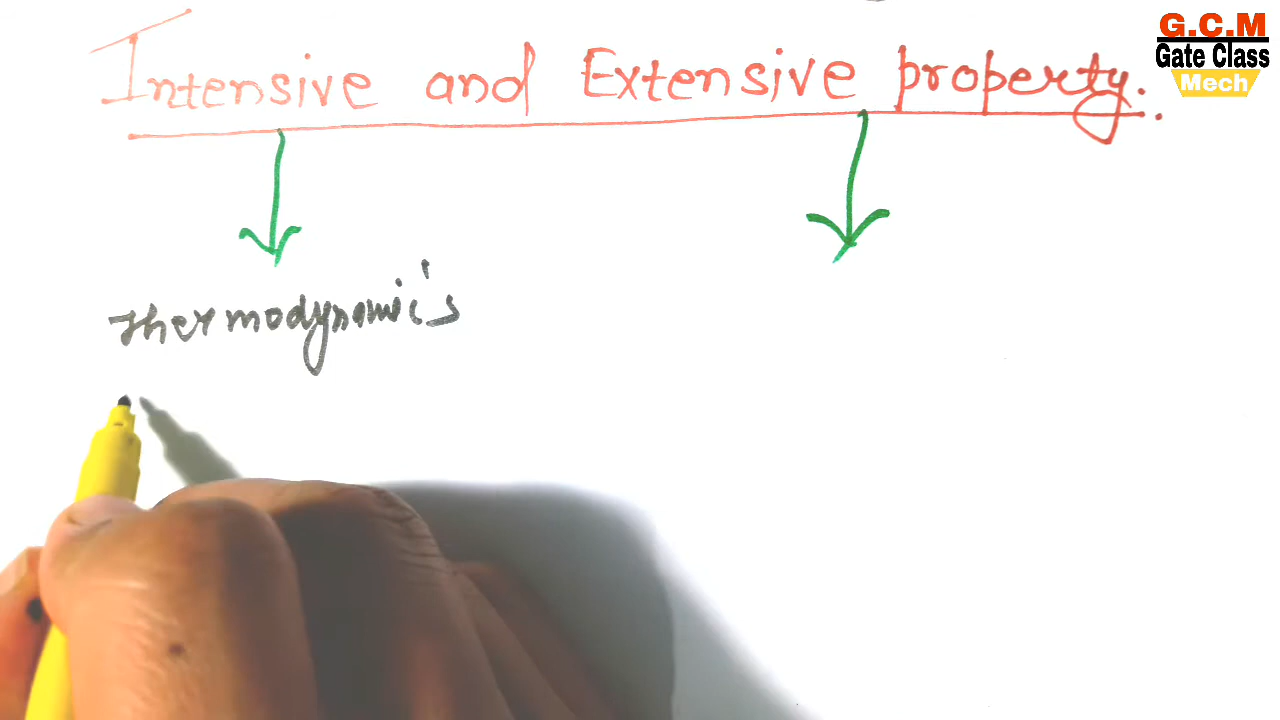 Intensive and Extensive property.
G.C.M
Gate Class
Mech
Thermodynamic's